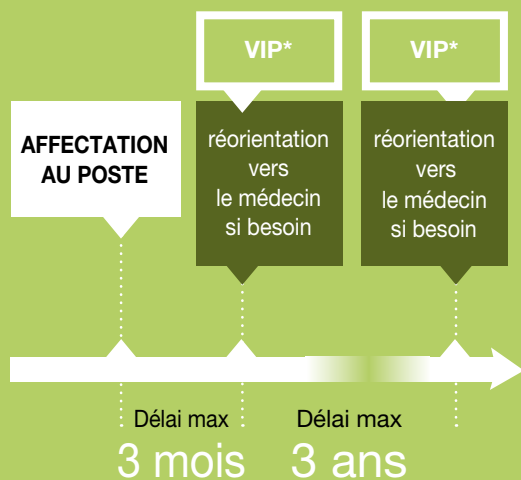 VIP*
VIP*
AFFECTATION
AU POSTE
réorientation
vers
le médecin
si besoin
réorientation
vers
le médecin
si besoin
Délai max
3 mois
Délai max
3 ans